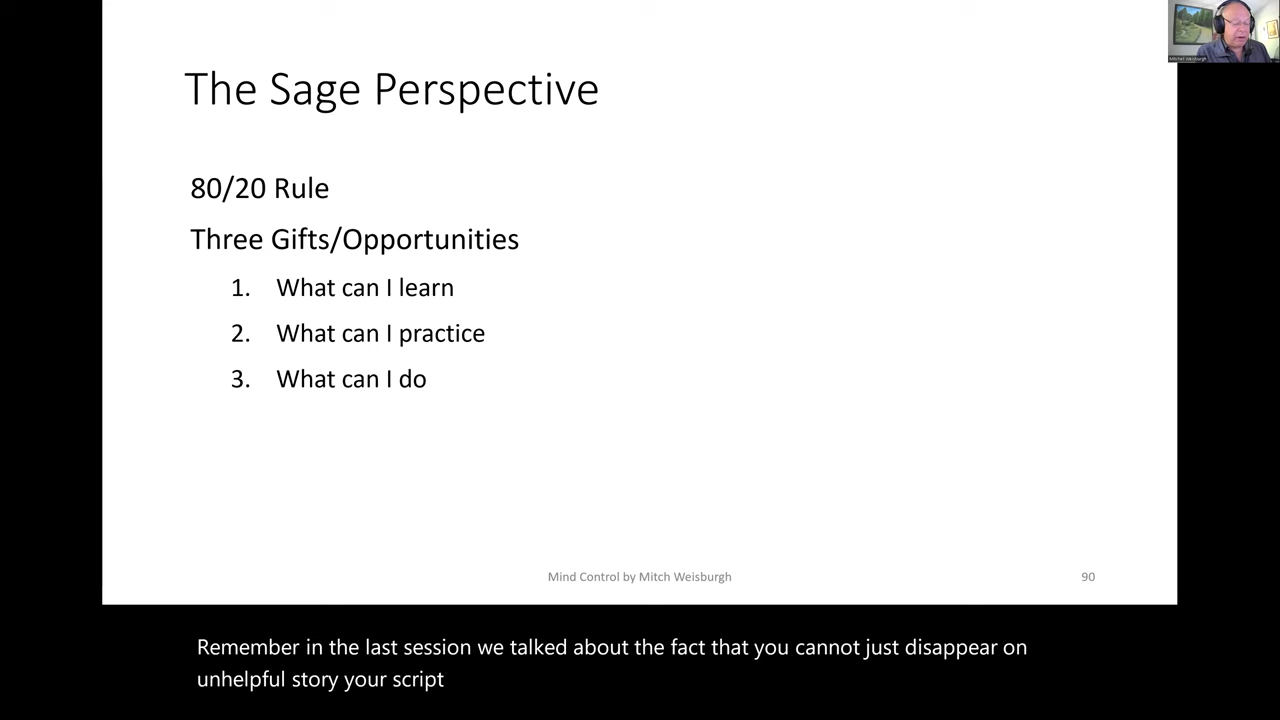 The Sage Perspective
80/20 Rule
Three Gifts/Opportunities
1. What can I learn
2. What can I practice
3. What can I do
Mind Control by Mitch Weisburgh
90
Remember in the last session we talked about the fact that you cannot just disappear on
unhelpful story your script
Mitchel Weisburgh